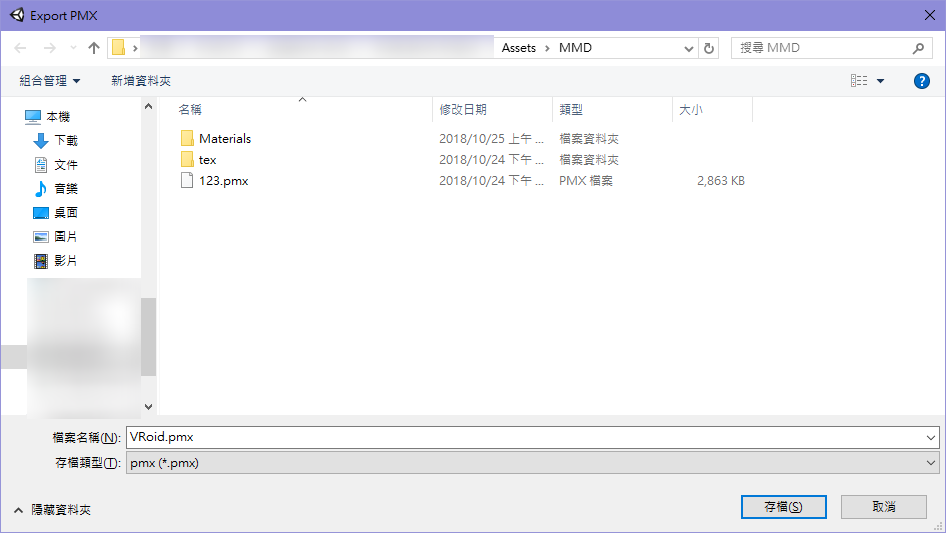 Export PMX
Assets > MMD
搜尋 MMD
組合管理 新增資料夾
名稱 修改日期 類型 大小
本機
下載
文件
音樂
桌面
圖片
影片
Materials 2018/10/25 上午 ... 檔案資料夾
tex 2018/10/24 下午 ... 檔案資料夾
123.pmx 2018/10/24 下午 ... PMX 檔案 2,863 KB
檔案名稱(N): VRoid.pmx
存檔類型(T): pmx (*.pmx)
隱藏資料夾 存檔(S) 取消